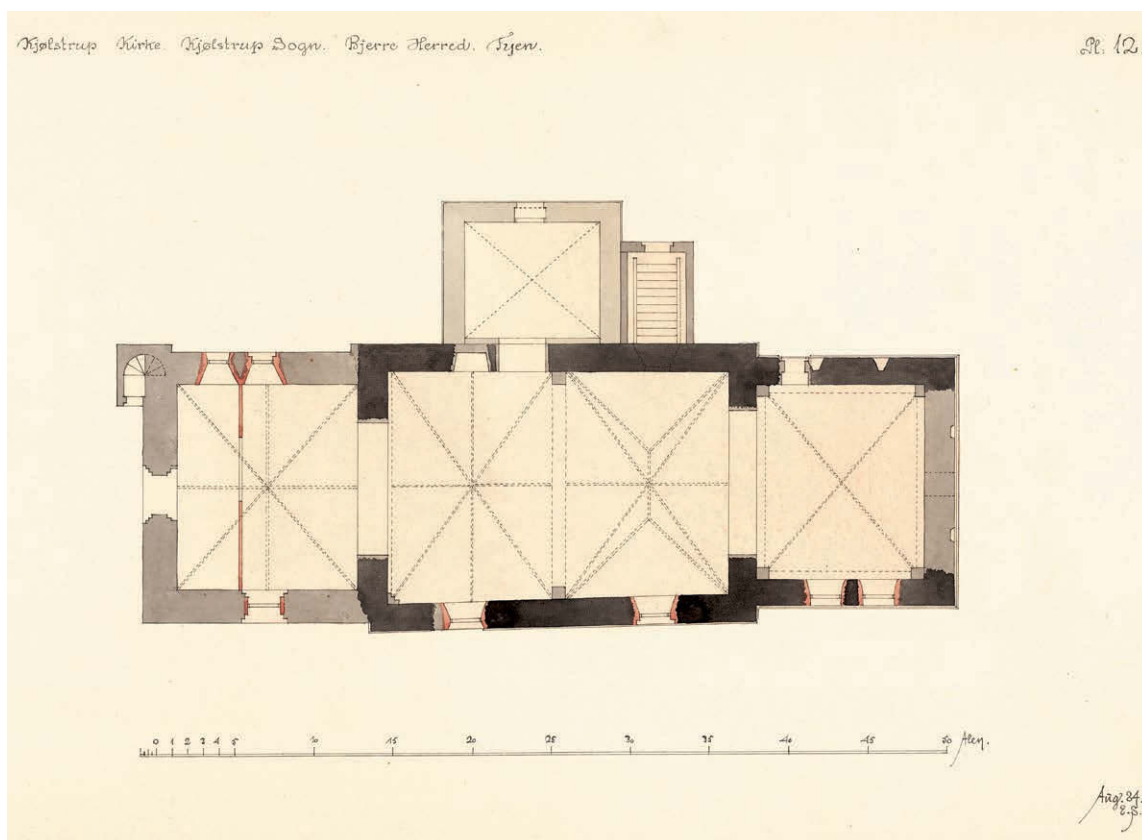 Kjølstrup Kirke. Kjølstrup Sogn. Bjerre Herred. Fyen.
Pl. 12
0 1 2 3 4 5 10 15 20 25 30 35 40 45 50 Alen.
Aug. 84.
E.S.